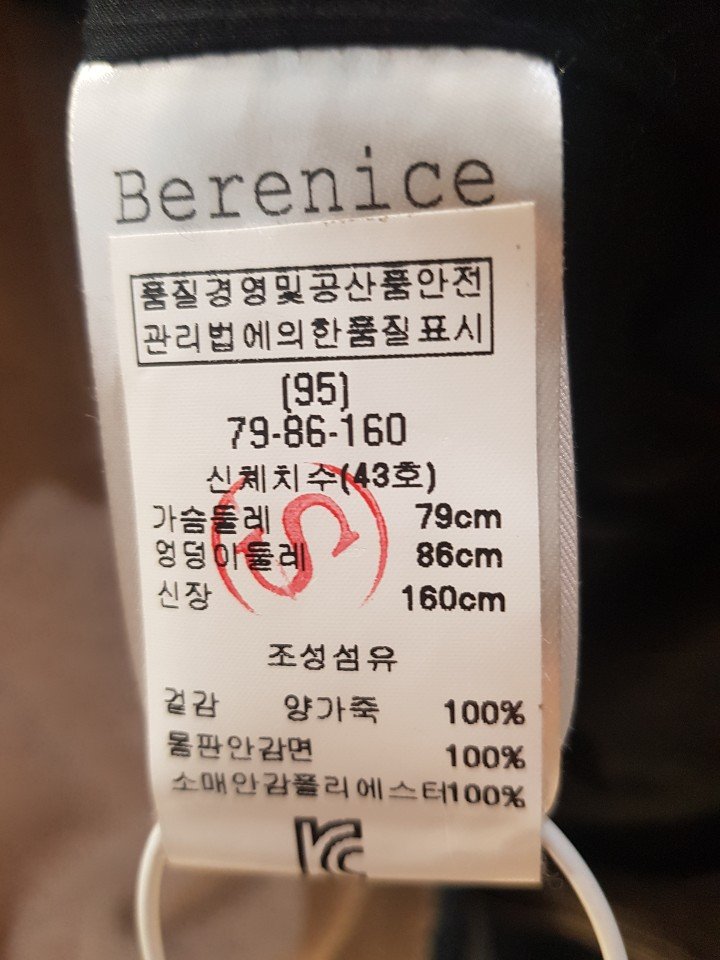 Berenice
품질경영및공산품안전
관리법에의한품질표시
(95)
79-86-160
신체치수(43호)
가슴둘레 79cm
엉덩이둘레 86cm
신장 160cm
S
조성섬유
겉감 양가죽 100%
몸판안감면 100%
소매안감폴리에스터100%